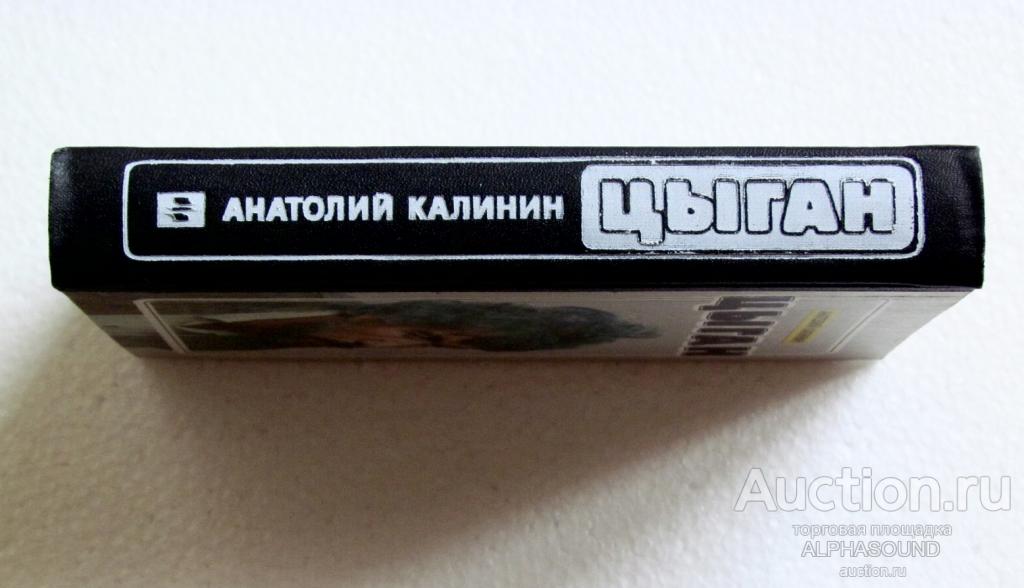 АНАТОЛИЙ КАЛИНИН ЦЫГАН
ЦЫГАН
Auction.ru
торговая площадка
ALPHASOUND
auction.ru